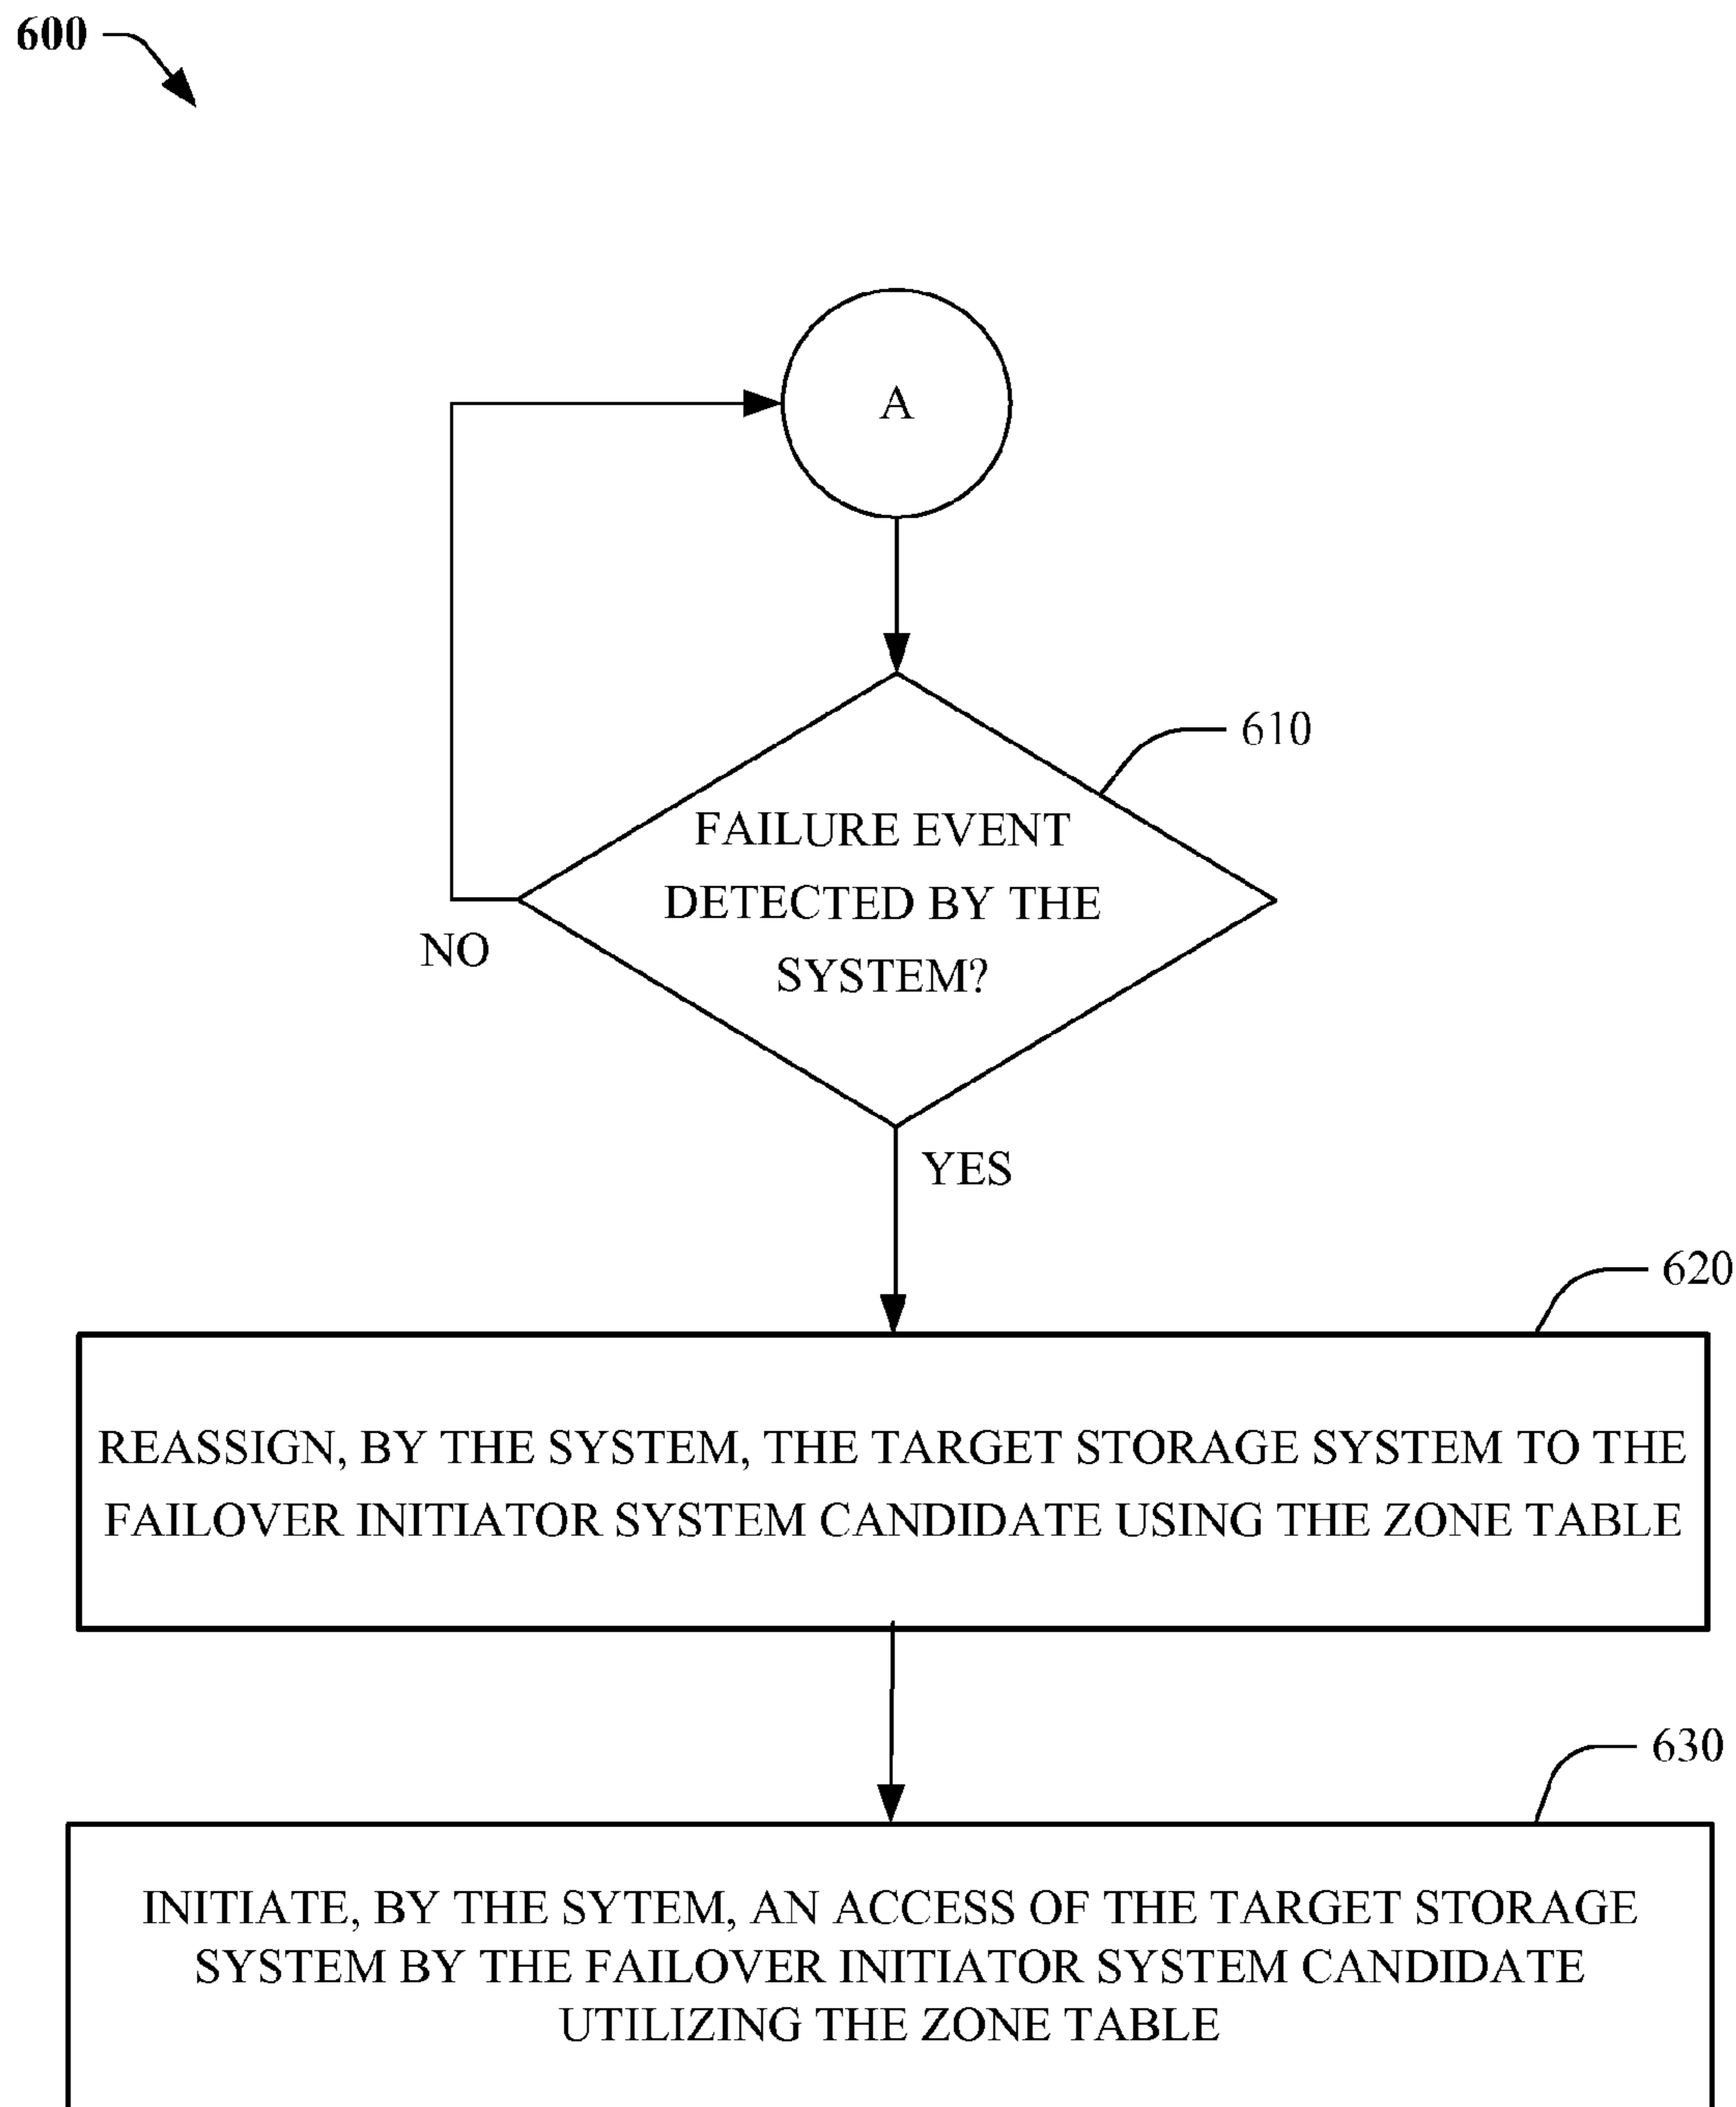 600
A
610
FAILURE EVENT
DETECTED BY THE
SYSTEM?
NO
YES
620
REASSIGN, BY THE SYSTEM, THE TARGET STORAGE SYSTEM TO THE
FAILOVER INITIATOR SYSTEM CANDIDATE USING THE ZONE TABLE
630
INITIATE, BY THE SYTEM, AN ACCESS OF THE TARGET STORAGE
SYSTEM BY THE FAILOVER INITIATOR SYSTEM CANDIDATE
UTILIZING THE ZONE TABLE